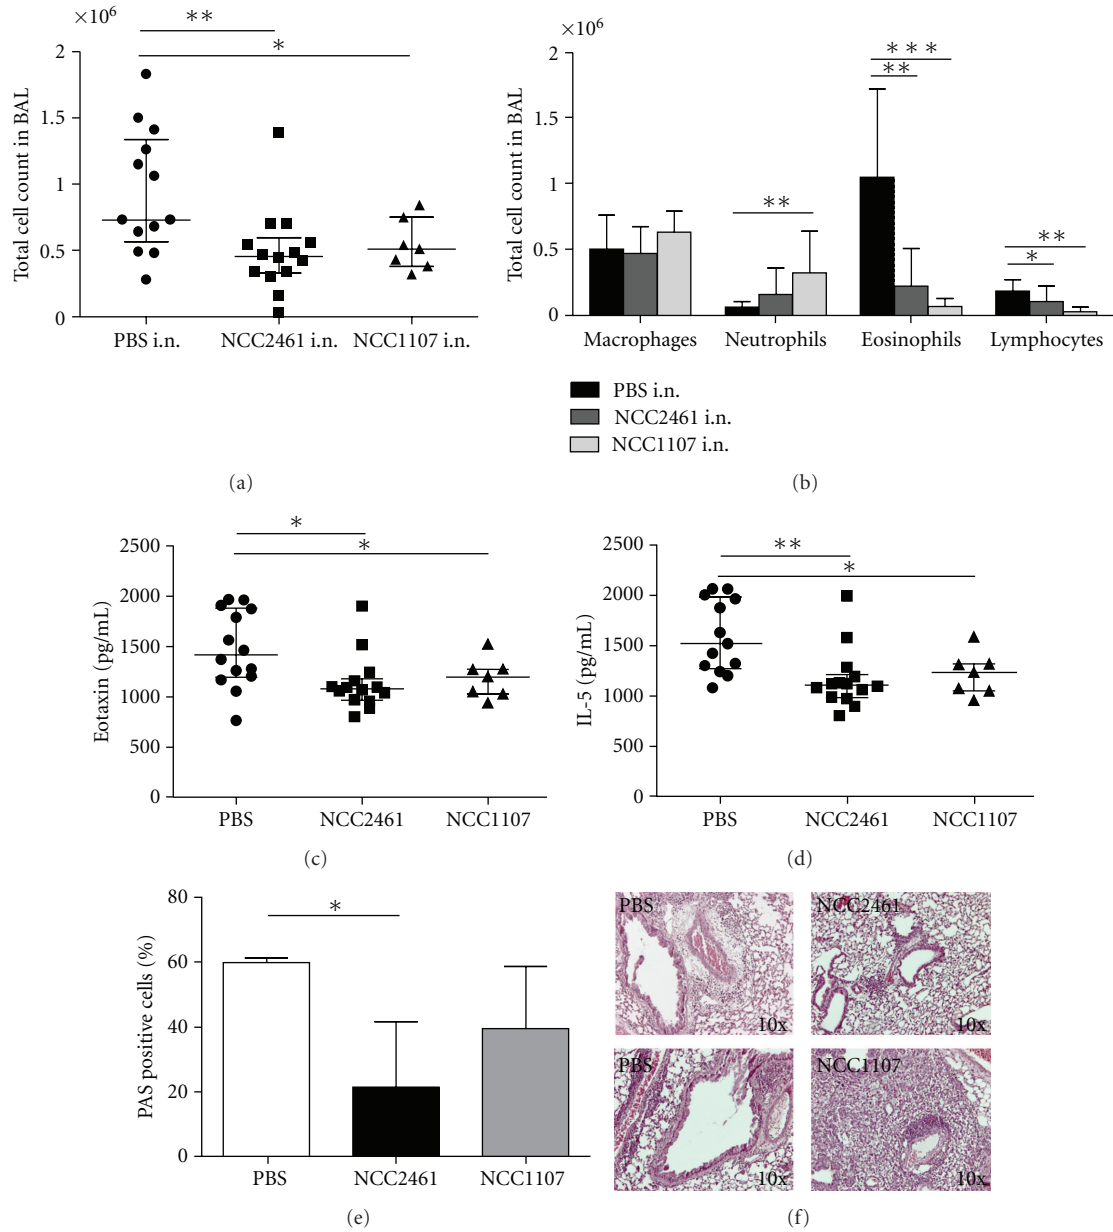 ×10⁶
∗∗
∗
2
1.5
1
0.5
0
Total cell count in BAL
PBS i.n.
NCC2461 i.n.
NCC1107 i.n.
(a)
×10⁶
∗∗∗
∗∗
∗∗
∗∗
∗
2
1.5
1
0.5
0
Total cell count in BAL
Macrophages
Neutrophils
Eosinophils
Lymphocytes
PBS i.n.
NCC2461 i.n.
NCC1107 i.n.
(b)
∗
∗
2500
2000
1500
1000
500
0
Eotaxin (pg/mL)
PBS
NCC2461
NCC1107
(c)
∗∗
∗
2500
2000
1500
1000
500
0
IL-5 (pg/mL)
PBS
NCC2461
NCC1107
(d)
∗
80
60
40
20
0
PAS positive cells (%)
PBS
NCC2461
NCC1107
(e)
PBS
10x
NCC2461
10x
PBS
10x
NCC1107
10x
(f)